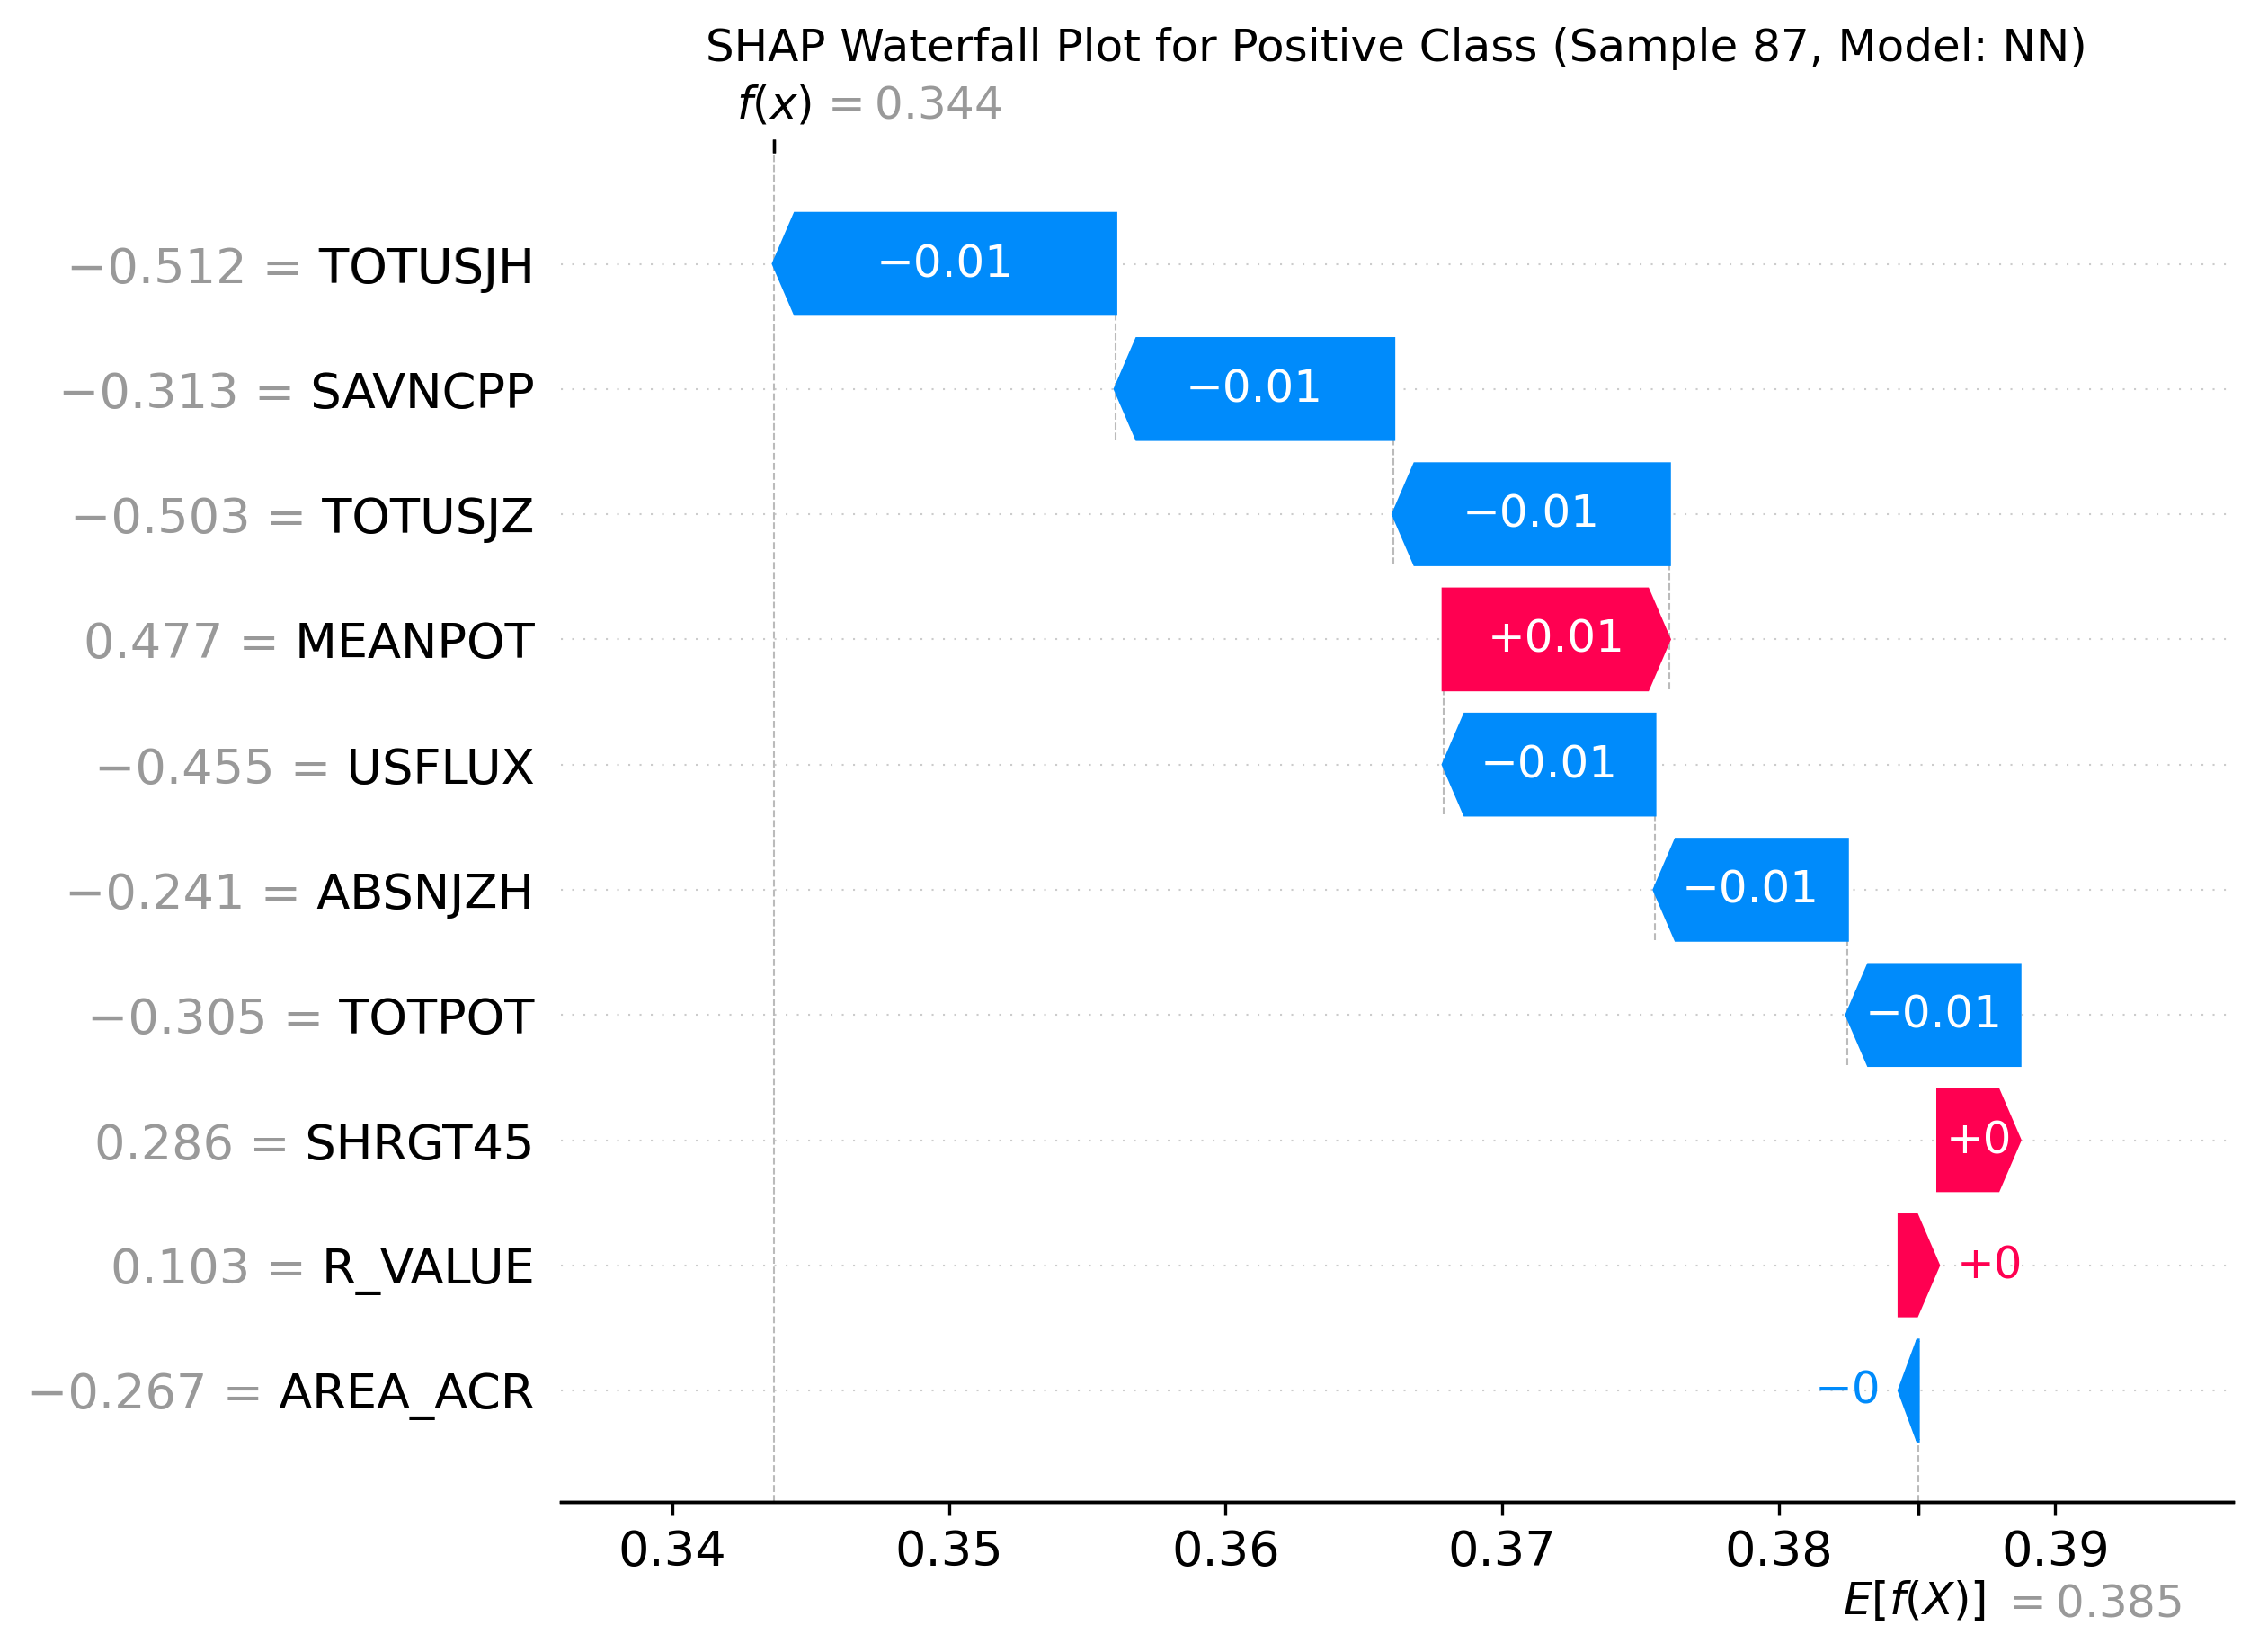 SHAP Waterfall Plot for Positive Class (Sample 87, Model: NN)
f(x) = 0.344
−0.512 = TOTUSJH −0.01
−0.313 = SAVNCPP −0.01
−0.503 = TOTUSJZ −0.01
0.477 = MEANPOT +0.01
−0.455 = USFLUX −0.01
−0.241 = ABSNJZH −0.01
−0.305 = TOTPOT −0.01
0.286 = SHRGT45 +0
0.103 = R_VALUE +0
−0.267 = AREA_ACR −0
0.34 0.35 0.36 0.37 0.38 0.39
E[f(X)] = 0.385